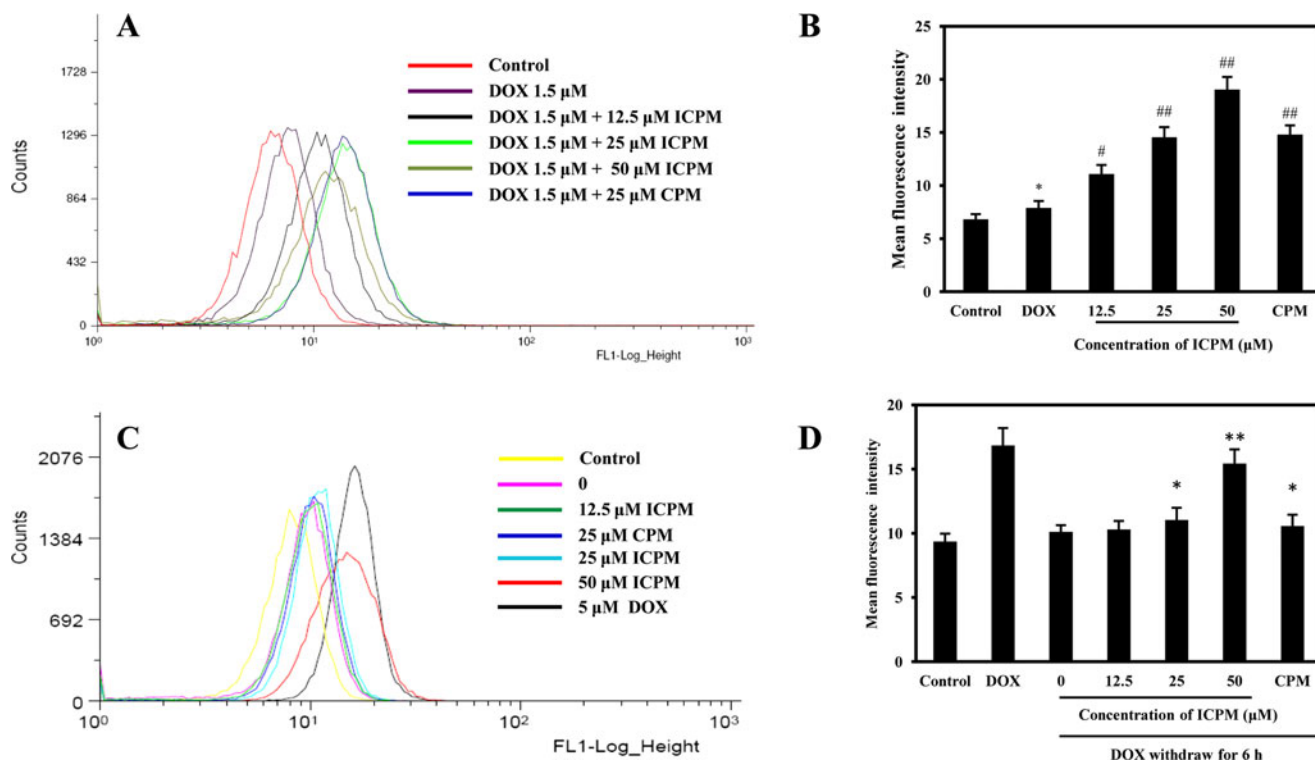 A
1728
1296
864
432
0
Counts
10⁰
10¹
10²
10³
FL1-Log_Height
Control
DOX 1.5 μM
DOX 1.5 μM + 12.5 μM ICPM
DOX 1.5 μM + 25 μM ICPM
DOX 1.5 μM + 50 μM ICPM
DOX 1.5 μM + 25 μM CPM
B
Mean fluorescence intensity
25
20
15
10
5
0
*
#
##
##
##
Control DOX 12.5 25 50 CPM
Concentration of ICPM (μM)
C
2076
1384
692
0
Counts
10⁰
10¹
10²
10³
FL1-Log_Height
Control
0
12.5 μM ICPM
25 μM CPM
25 μM ICPM
50 μM ICPM
5 μM DOX
D
Mean fluorescence intensity
20
15
10
5
0
*
**
*
Control DOX 0 12.5 25 50 CPM
Concentration of ICPM (μM)
DOX withdraw for 6 h